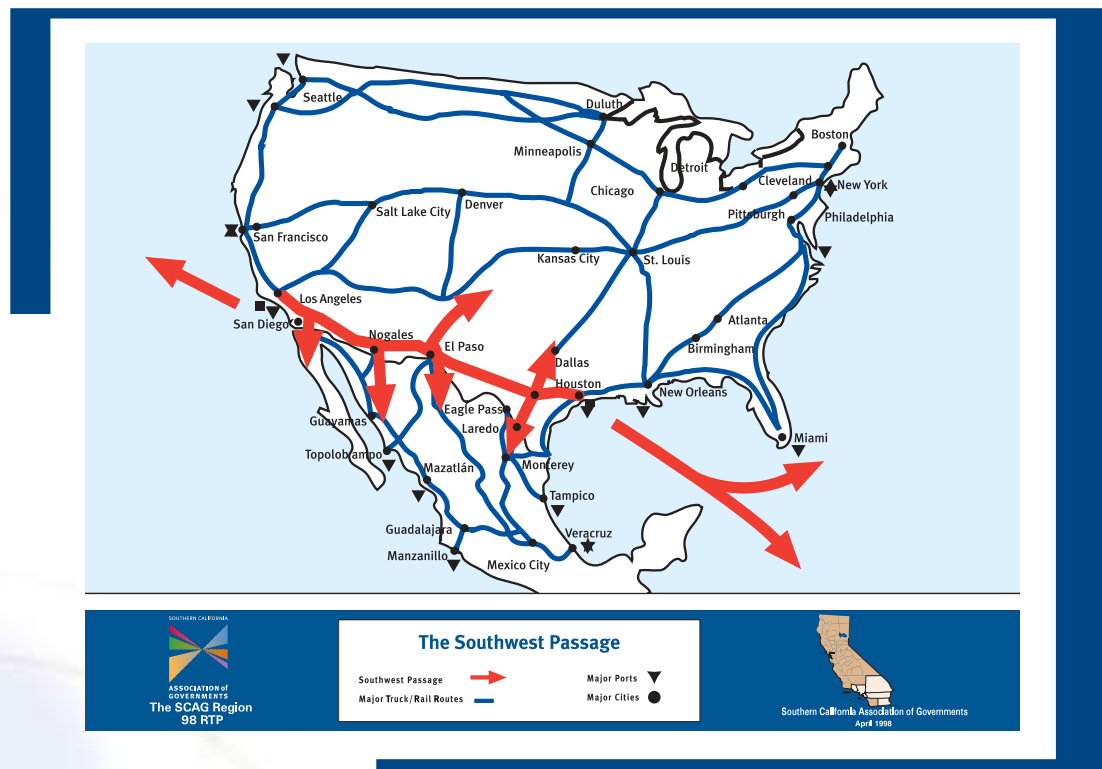 Seattle
Duluth
Boston
Minneapolis
Detroit
Cleveland
New York
Chicago
Salt Lake City
Denver
Pittsburgh
Philadelphia
San Francisco
Kansas City
St. Louis
Los Angeles
San Diego
Nogales
El Paso
Atlanta
Birmingham
Dallas
Houston
New Orleans
Eagle Pass
Laredo
Guayamas
Miami
Topolobampo
Mazatlán
Monterey
Tampico
Guadalajara
Veracruz
Manzanillo
Mexico City
SOUTHERN CALIFORNIA
ASSOCIATION of
GOVERNMENTS
The SCAG Region
98 RTP
The Southwest Passage
Southwest Passage
Major Ports
Major Truck/Rail Routes
Major Cities
Southern California Association of Governments
April 1998